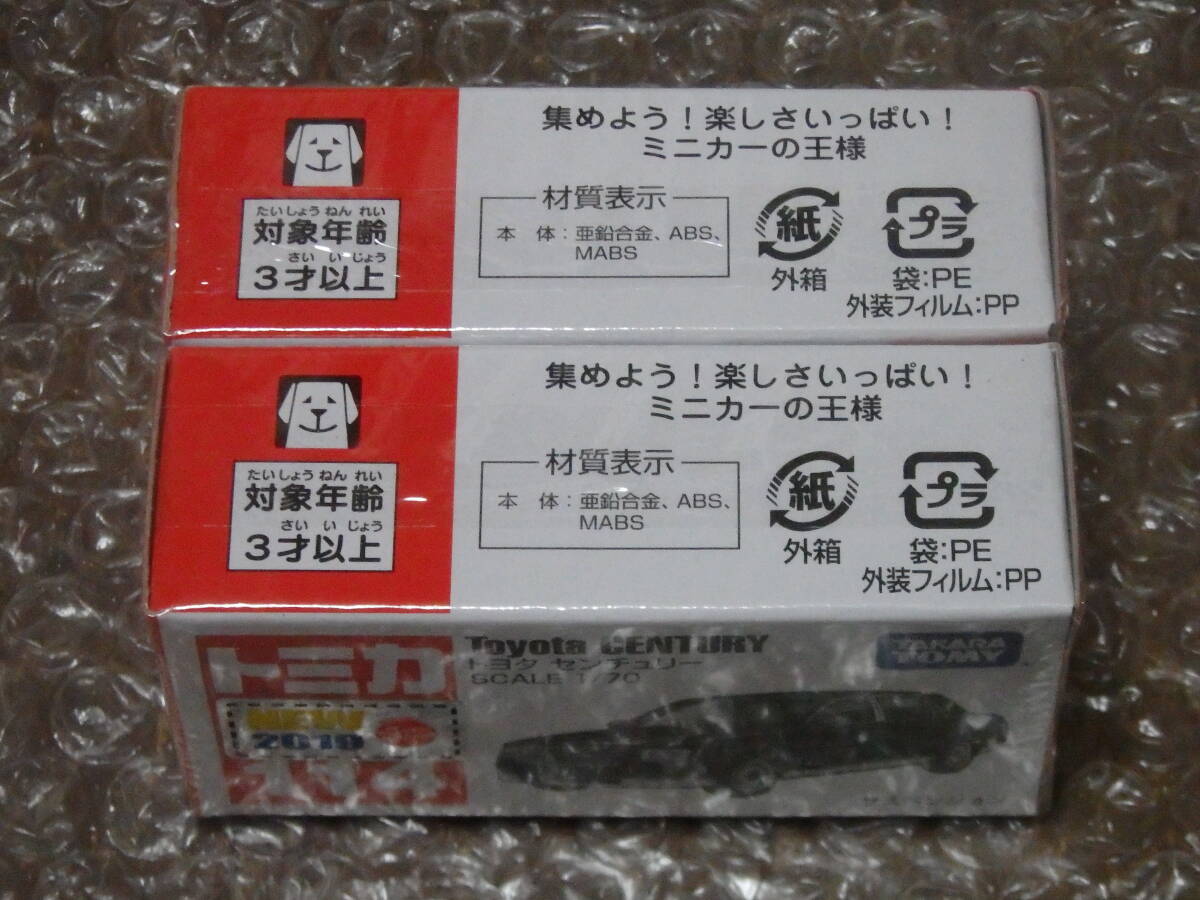 集めよう！楽しさいっぱい！
ミニカーの王様
たいしょうねんれい
対象年齢
さいいじょう
3才以上
材質表示
本　体：亜鉛合金、ABS、
MABS
紙
外箱
プラ
袋:PE
外装フィルム:PP
集めよう！楽しさいっぱい！
ミニカーの王様
たいしょうねんれい
対象年齢
さいいじょう
3才以上
材質表示
本　体：亜鉛合金、ABS、
MABS
紙
外箱
プラ
袋:PE
外装フィルム:PP
トミカ
NEW
2019
Toyota CENTURY
トヨタ センチュリー
SCALE 1/70
TAKARA
TOMY
サスペンション